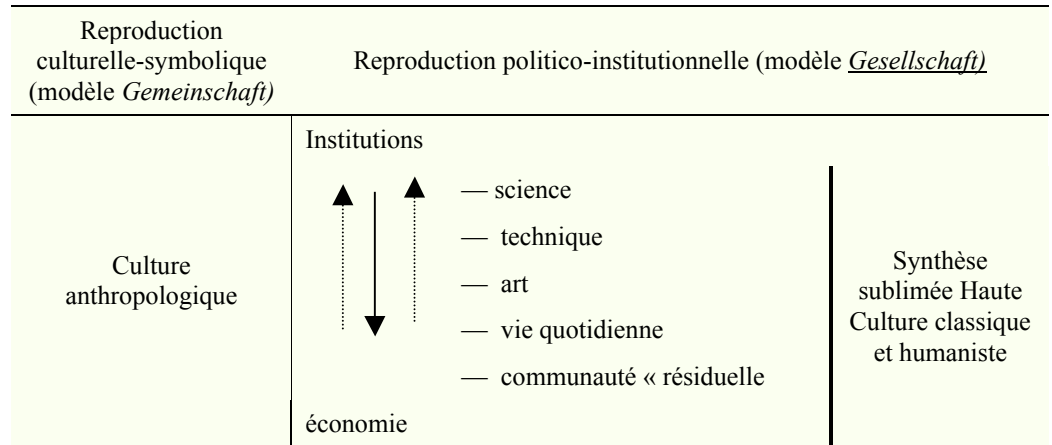 Reproduction
culturelle-symbolique
(modèle Gemeinschaft)
Reproduction politico-institutionnelle (modèle Gesellschaft)
Culture
anthropologique
Institutions
— science
— technique
— art
— vie quotidienne
— communauté « résiduelle
économie
Synthèse
sublimée Haute
Culture classique
et humaniste